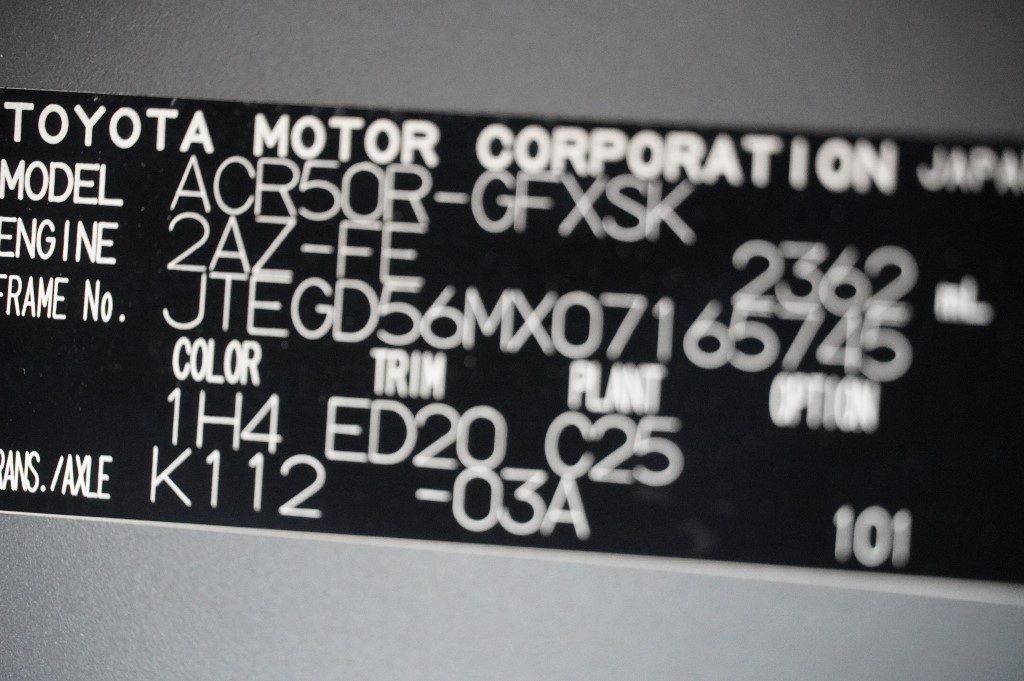 TOYOTA MOTOR CORPORATION JAPAN
MODEL ACR50R-GFXSK
ENGINE 2AZ-FE 2362 mL
FRAME No. JTEGD56MX07165745
COLOR TRIM PLANT OPTION
1H4 ED20 C25
RANS./AXLE K112 -03A
101